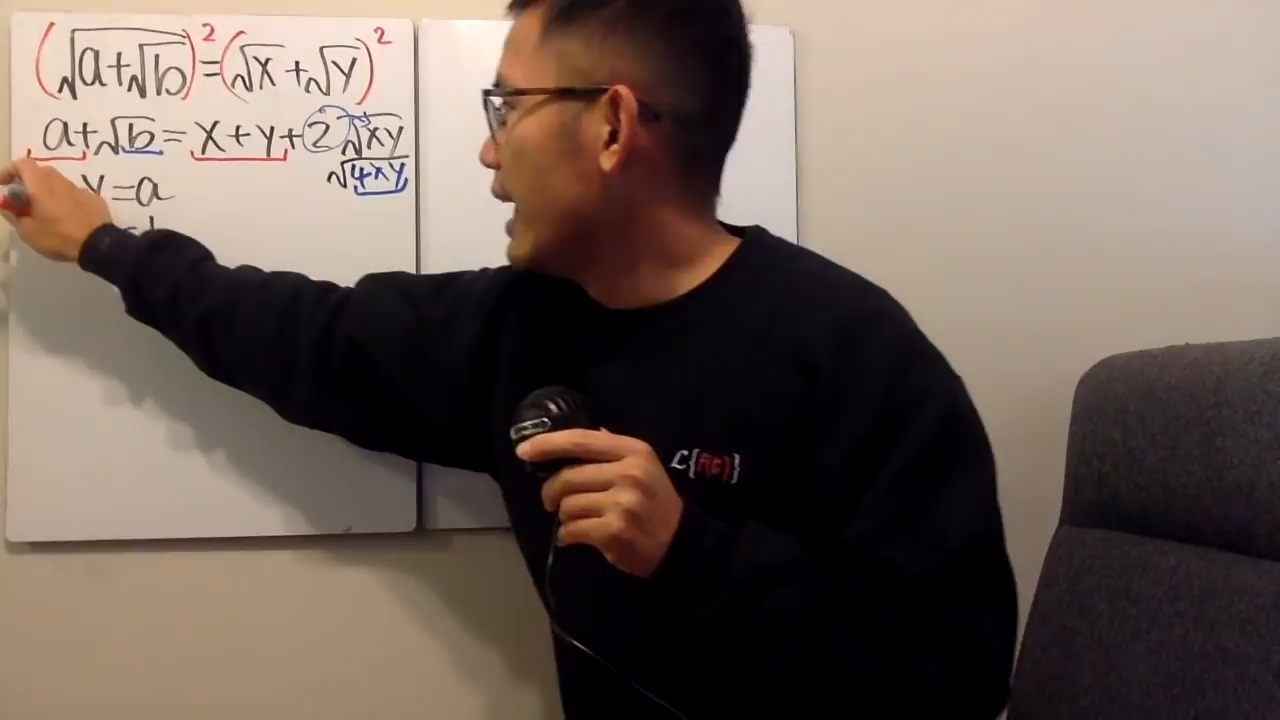 (√(a+√b))² = (√x + √y)²
a+√b = x+y+2√xy
√4xy
y = a
L{f(t)}